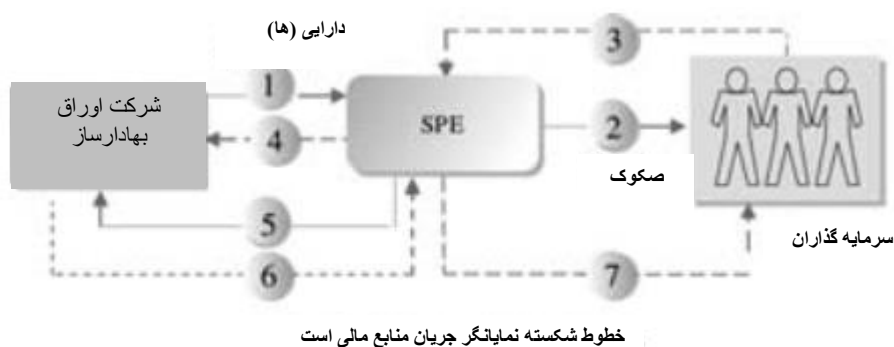 دارایی (ها)
3
1
شرکت اوراق
بهادارساز
SPE
2
4
صکوک
5
سرمایه گذاران
6
7
خطوط شکسته نمایانگر جریان منابع مالی است